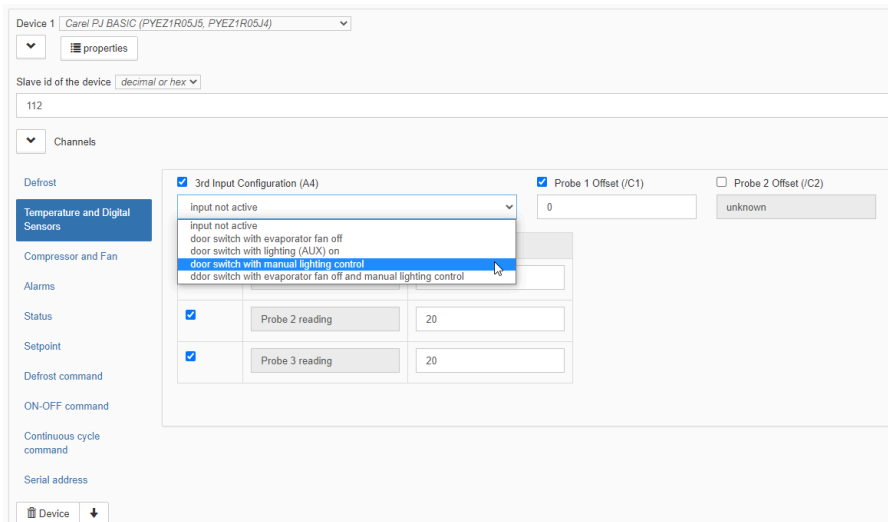 Device 1 Carel PJ BASIC (PYEZ1R05J5, PYEZ1R05J4)
properties
Slave id of the device decimal or hex
112
Channels
Defrost
Temperature and Digital
Sensors
Compressor and Fan
Alarms
Status
Setpoint
Defrost command
ON-OFF command
Continuous cycle
command
Serial address
3rd Input Configuration (A4)
input not active
input not active
door switch with evaporator fan off
door switch with lighting (AUX) on
door switch with manual lighting control
ddor switch with evaporator fan off and manual lighting control
Probe 1 Offset (/C1)
0
Probe 2 Offset (/C2)
unknown
Probe 2 reading 20
Probe 3 reading 20
Device